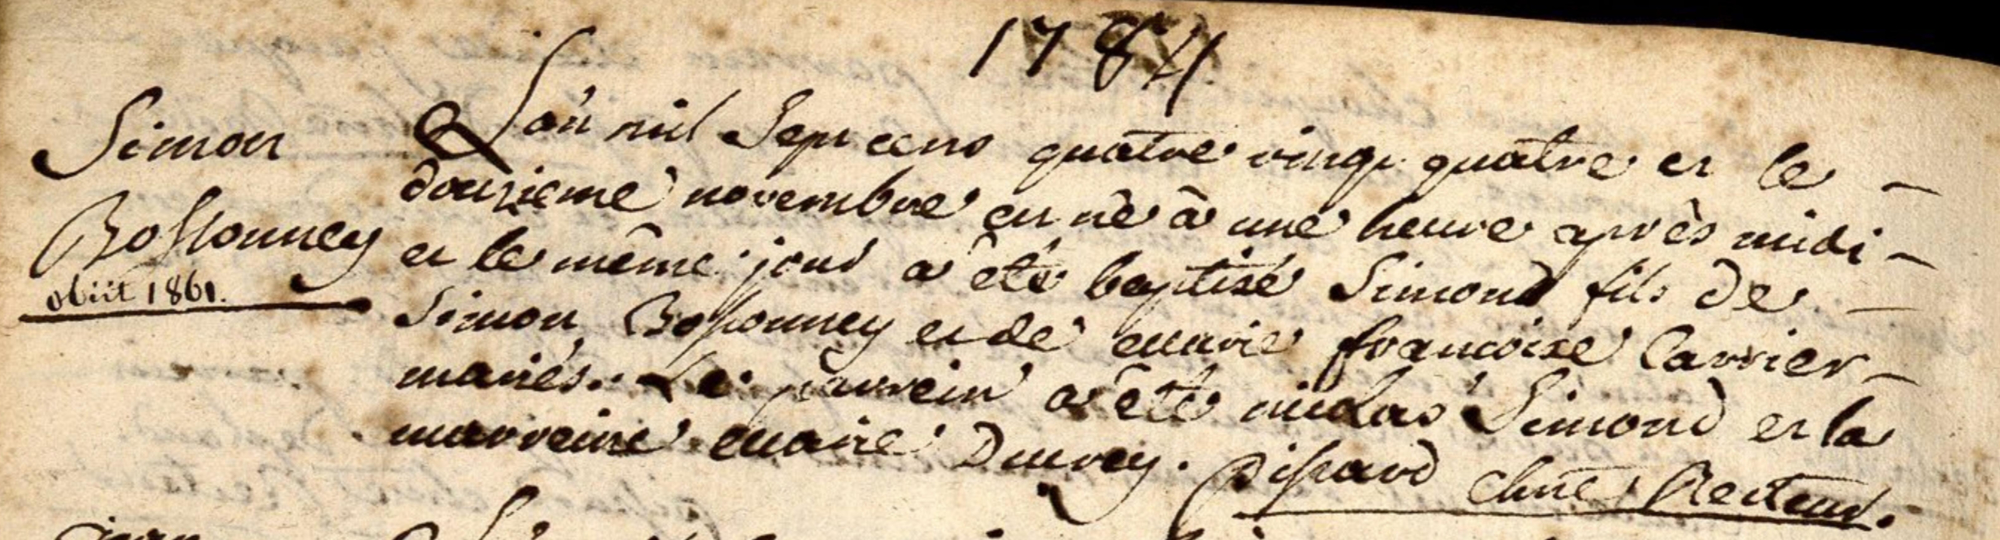 1784
Simon
Bossonney
obiit 1861.
L'an mil Sept cens quatre vingt quatre et le
douzieme novembre est né à une heure après midi
et le même jour a été baptisé Simond fils de
Simon Bossonney et de marie françoise Carrier
mariés. Le parrein a été nicolas Simond et la
marreine marie Ducrey. Dissard chne Recteur.